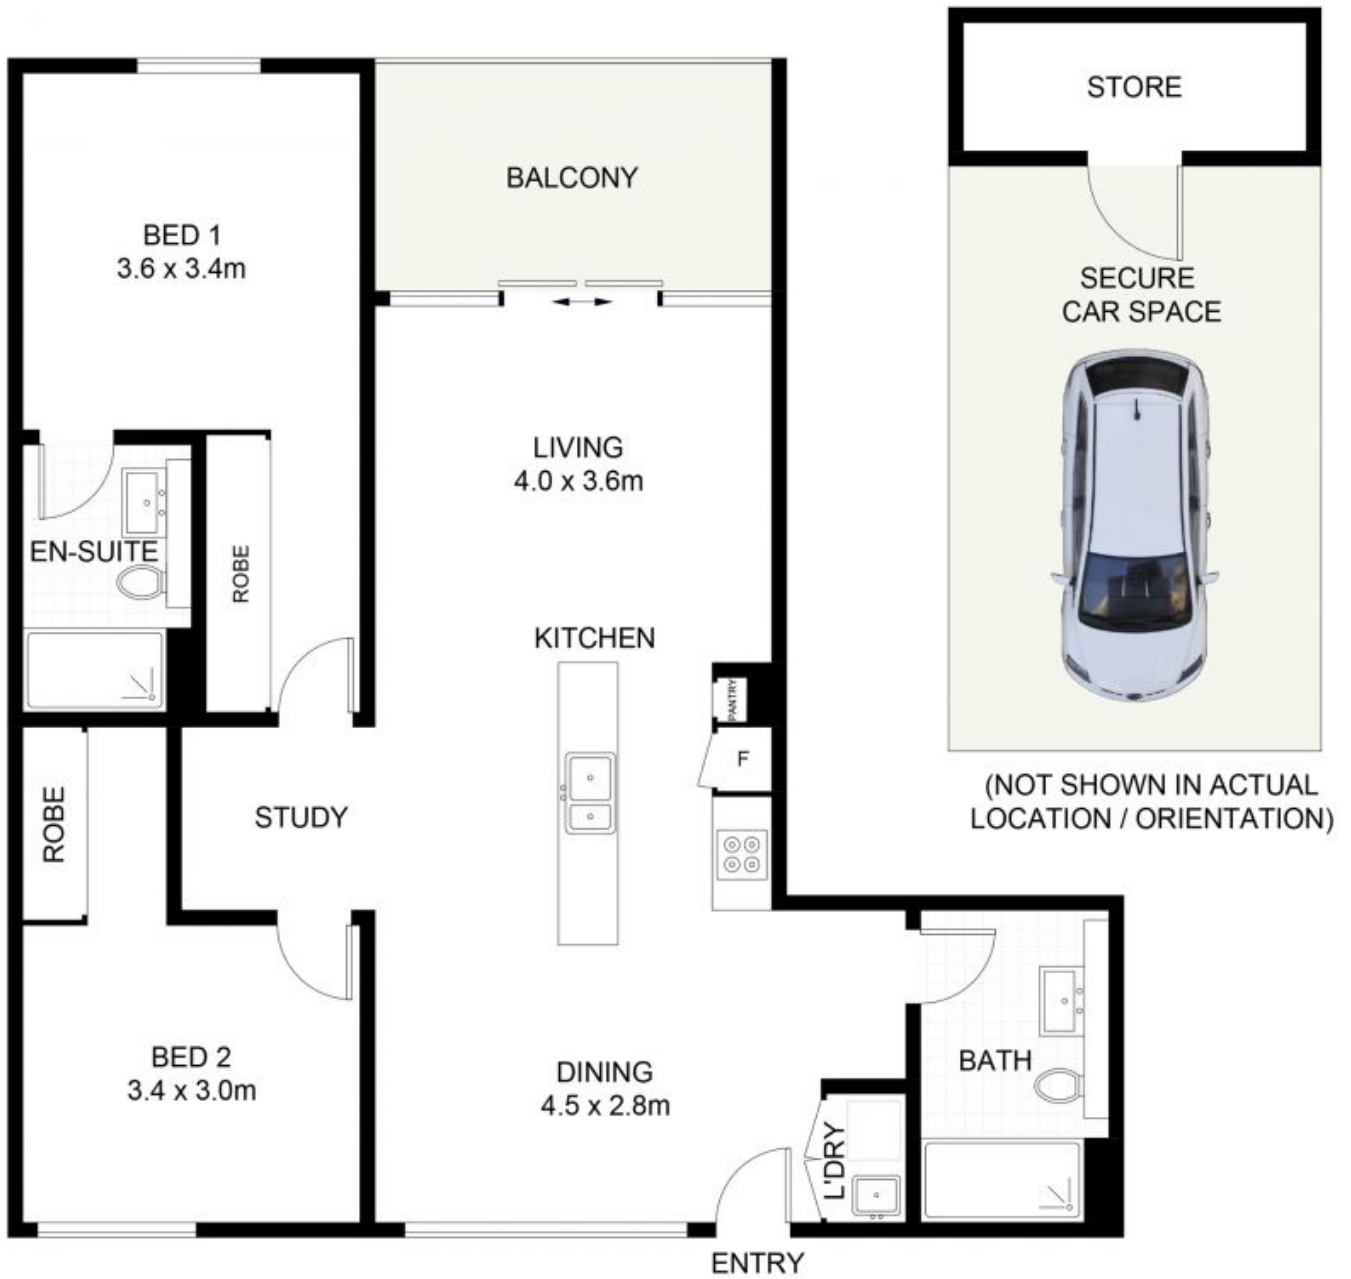 STORE
BALCONY
BED 1
3.6 x 3.4m
SECURE
CAR SPACE
LIVING
4.0 x 3.6m
EN-SUITE
ROBE
KITCHEN
PANTRY
F
ROBE
STUDY
(NOT SHOWN IN ACTUAL
LOCATION / ORIENTATION)
BED 2
3.4 x 3.0m
DINING
4.5 x 2.8m
BATH
L'DRY
ENTRY